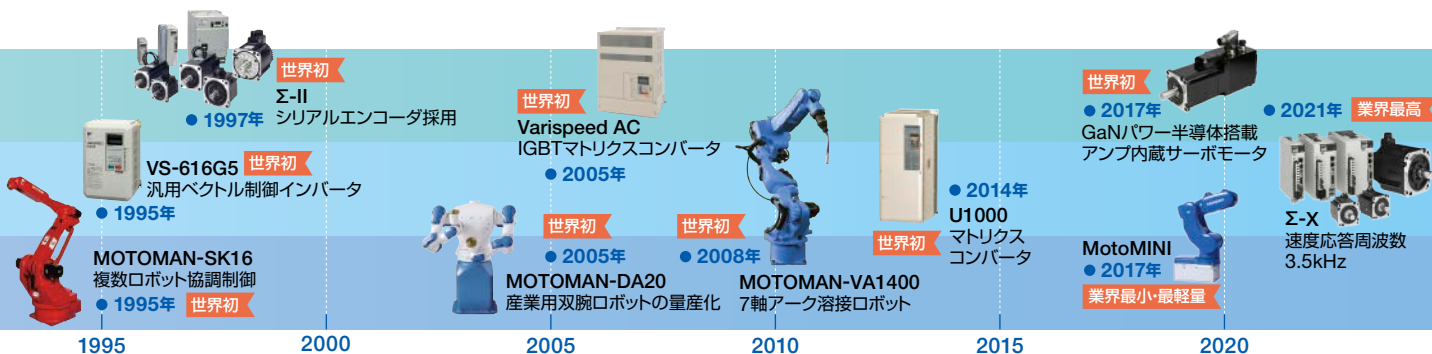 世界初
Σ-II
● 1997年 シリアルエンコーダ採用
VS-616G5 世界初
汎用ベクトル制御インバータ
● 1995年
MOTOMAN-SK16
複数ロボット協調制御
● 1995年 世界初
世界初
Varispeed AC
IGBTマトリクスコンバータ
● 2005年
世界初
● 2005年
MOTOMAN-DA20
産業用双腕ロボットの量産化
世界初
● 2008年
MOTOMAN-VA1400
7軸アーク溶接ロボット
● 2014年
U1000
世界初 マトリクス
コンバータ
世界初
● 2017年
GaNパワー半導体搭載
アンプ内蔵サーボモータ
MotoMINI
● 2017年
業界最小・最軽量
● 2021年 業界最高
Σ-X
速度応答周波数
3.5kHz
1995 2000 2005 2010 2015 2020